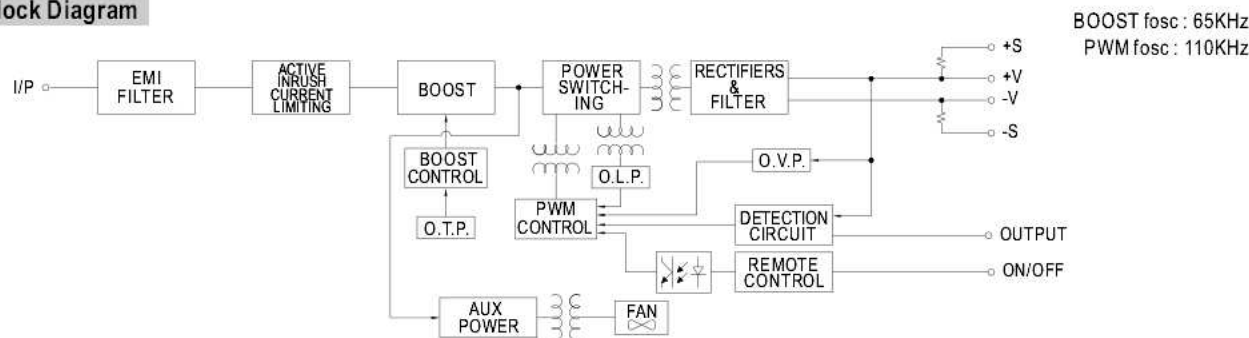 lock Diagram
BOOST fosc : 65KHz
PWM fosc : 110KHz
I/P
EMI
FILTER
ACTIVE
INRUSH
CURRENT
LIMITING
BOOST
POWER
SWITCH-
ING
RECTIFIERS
&
FILTER
+S
+V
-V
-S
BOOST
CONTROL
O.T.P.
O.L.P.
O.V.P.
PWM
CONTROL
DETECTION
CIRCUIT
OUTPUT
REMOTE
CONTROL
ON/OFF
AUX
POWER
FAN